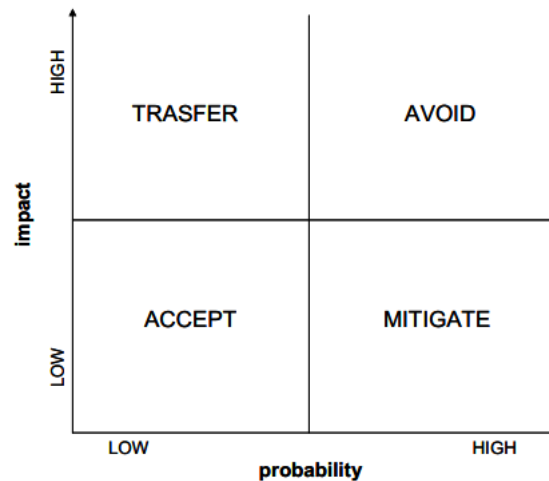 HIGH
TRASFER
AVOID
impact
ACCEPT
MITIGATE
LOW
LOW
HIGH
probability